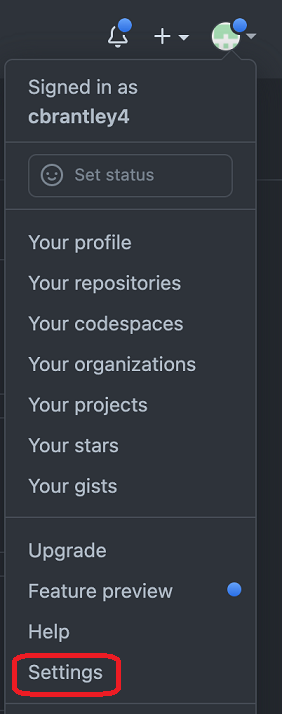 Signed in as
cbrantley4
Set status
Your profile
Your repositories
Your codespaces
Your organizations
Your projects
Your stars
Your gists
Upgrade
Feature preview
Help
Settings